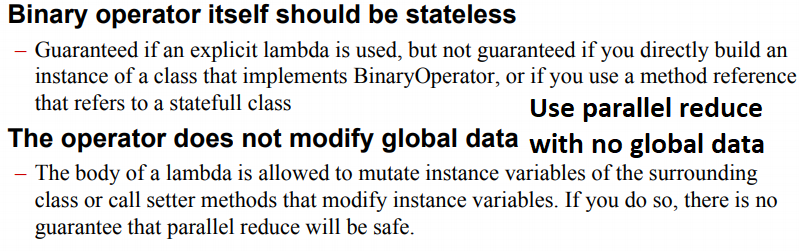 Binary operator itself should be stateless
– Guaranteed if an explicit lambda is used, but not guaranteed if you directly build an
instance of a class that implements BinaryOperator, or if you use a method reference
that refers to a statefull class
Use parallel reduce
The operator does not modify global data
with no global data
– The body of a lambda is allowed to mutate instance variables of the surrounding
class or call setter methods that modify instance variables. If you do so, there is no
guarantee that parallel reduce will be safe.